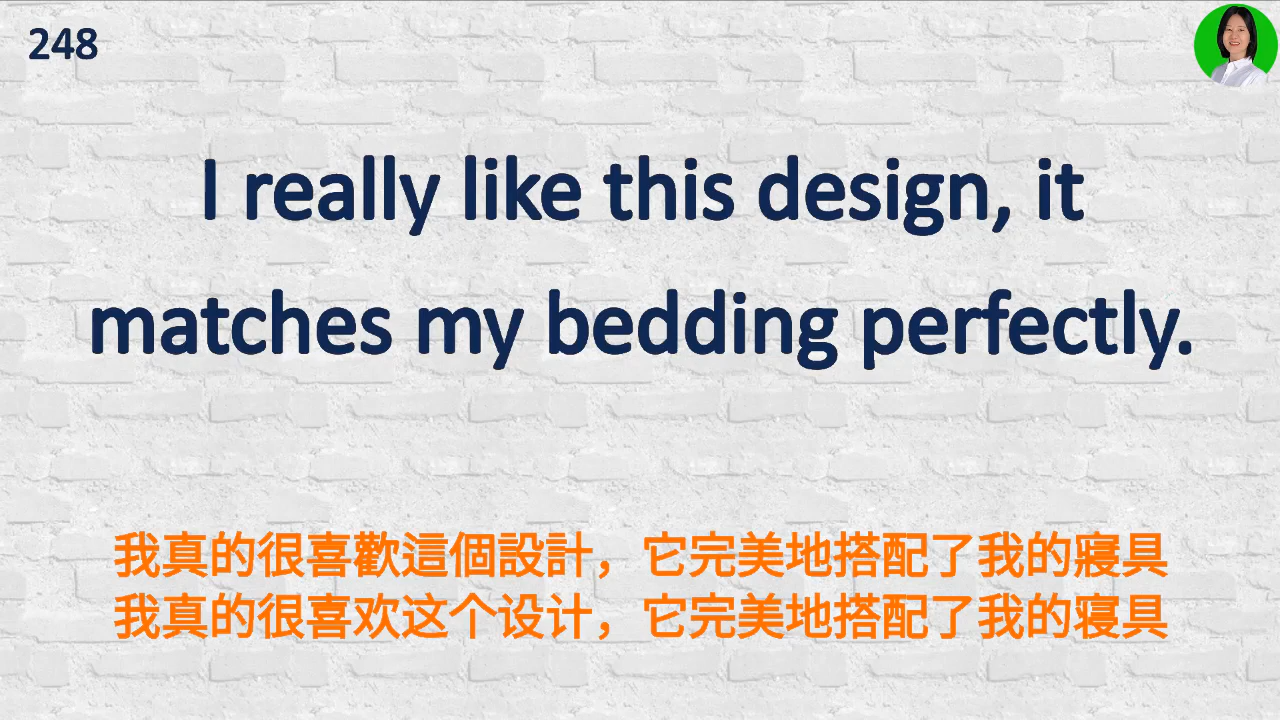 248
I really like this design, it
matches my bedding perfectly.
我真的很喜歡這個設計，它完美地搭配了我的寢具
我真的很喜欢这个设计，它完美地搭配了我的寝具